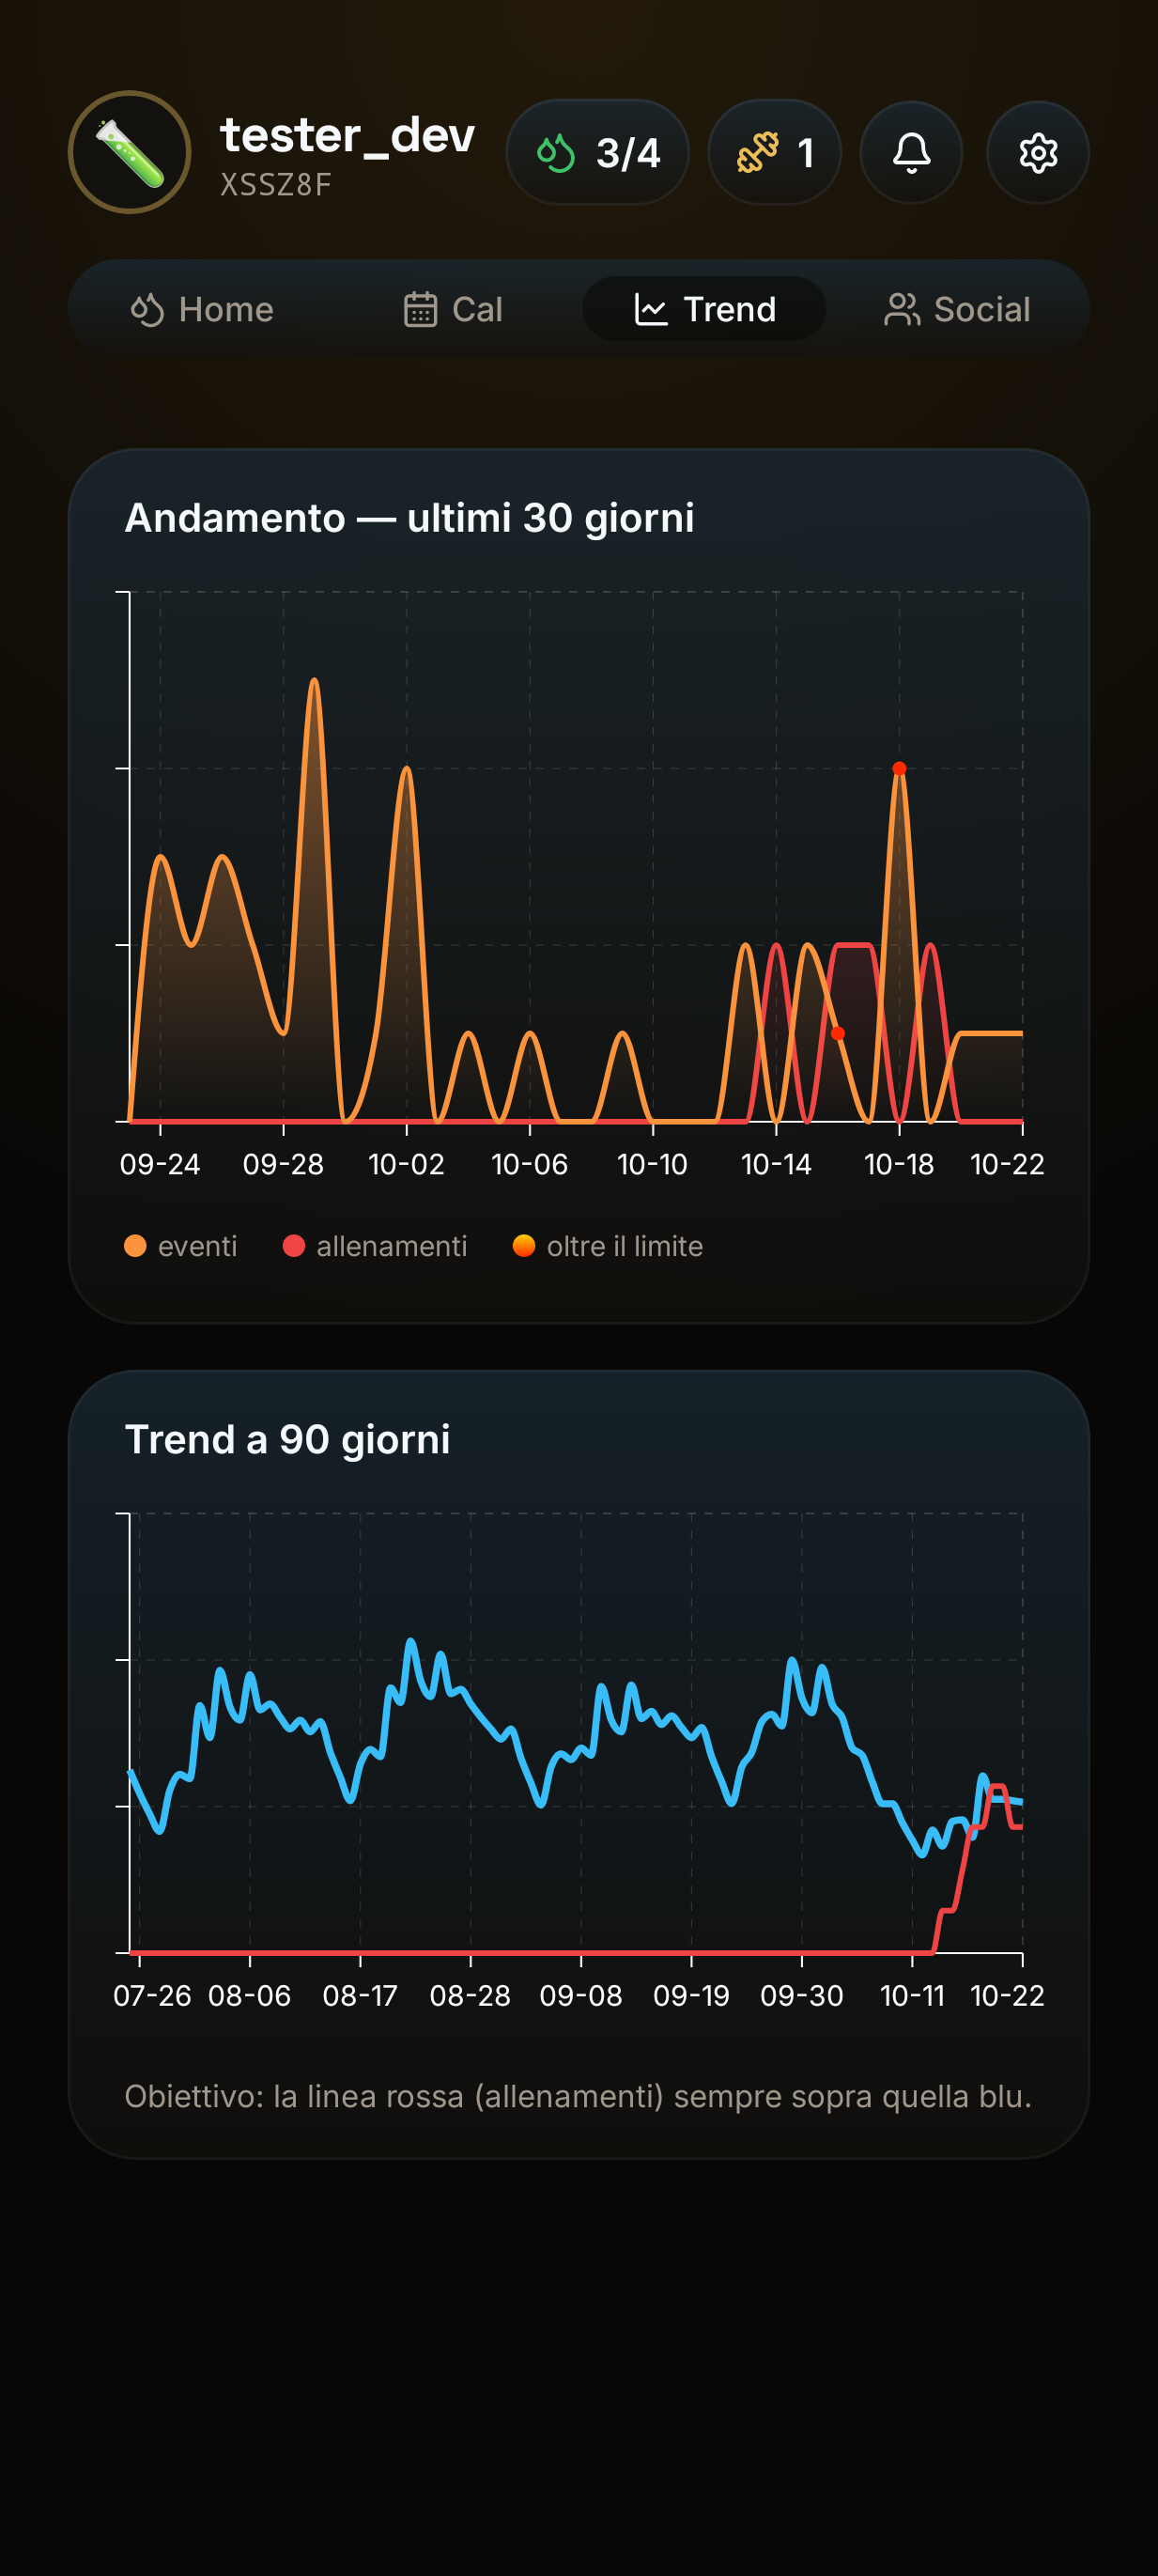 tester_dev
XSSZ8F
3/4
1
Home
Cal
Trend
Social
Andamento — ultimi 30 giorni
09-24 09-28 10-02 10-06 10-10 10-14 10-18 10-22
eventi allenamenti oltre il limite
Trend a 90 giorni
07-26 08-06 08-17 08-28 09-08 09-19 09-30 10-11 10-22
Obiettivo: la linea rossa (allenamenti) sempre sopra quella blu.